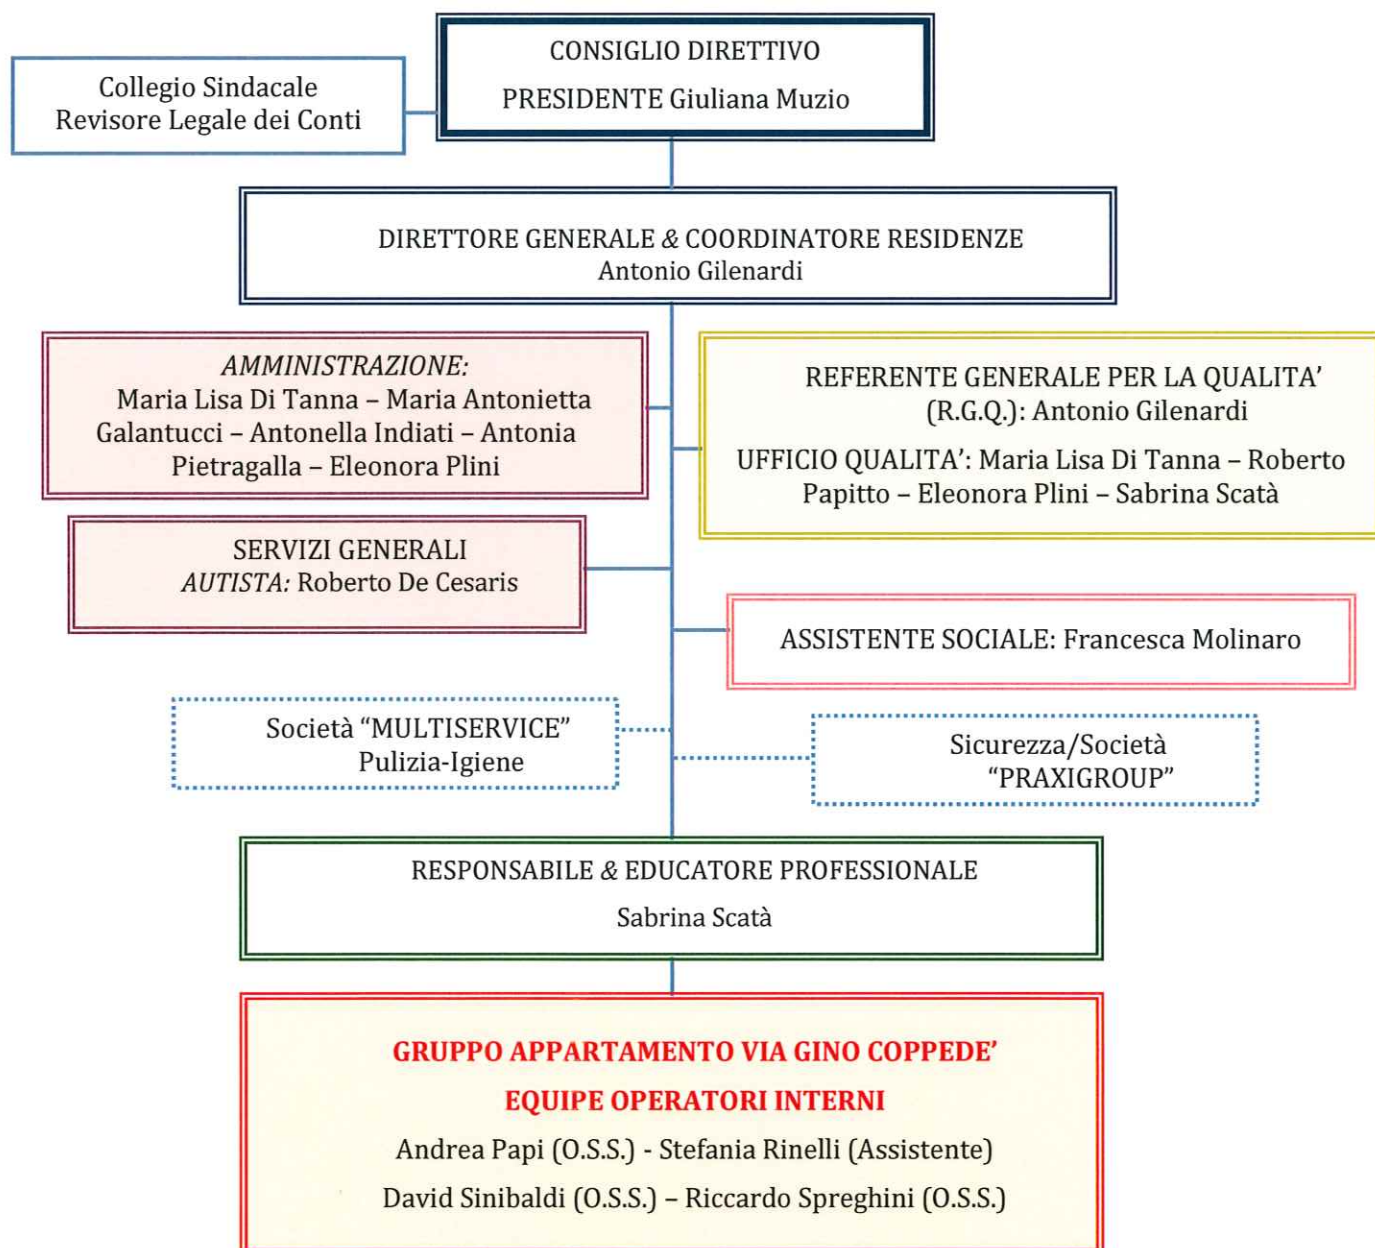 CONSIGLIO DIRETTIVO
PRESIDENTE Giuliana Muzio
Collegio Sindacale
Revisore Legale dei Conti
DIRETTORE GENERALE & COORDINATORE RESIDENZE
Antonio Gilenardi
AMMINISTRAZIONE:
Maria Lisa Di Tanna – Maria Antonietta
Galantucci – Antonella Indiati – Antonia
Pietragalla – Eleonora Plini
REFERENTE GENERALE PER LA QUALITA’
(R.G.Q.): Antonio Gilenardi
UFFICIO QUALITA’: Maria Lisa Di Tanna – Roberto
Papitto – Eleonora Plini – Sabrina Scatà
SERVIZI GENERALI
AUTISTA: Roberto De Cesaris
ASSISTENTE SOCIALE: Francesca Molinaro
Società “MULTISERVICE”
Pulizia-Igiene
Sicurezza/Società
“PRAXIGROUP”
RESPONSABILE & EDUCATORE PROFESSIONALE
Sabrina Scatà
GRUPPO APPARTAMENTO VIA GINO COPPEDE’
EQUIPE OPERATORI INTERNI
Andrea Papi (O.S.S.) - Stefania Rinelli (Assistente)
David Sinibaldi (O.S.S.) – Riccardo Spreghini (O.S.S.)